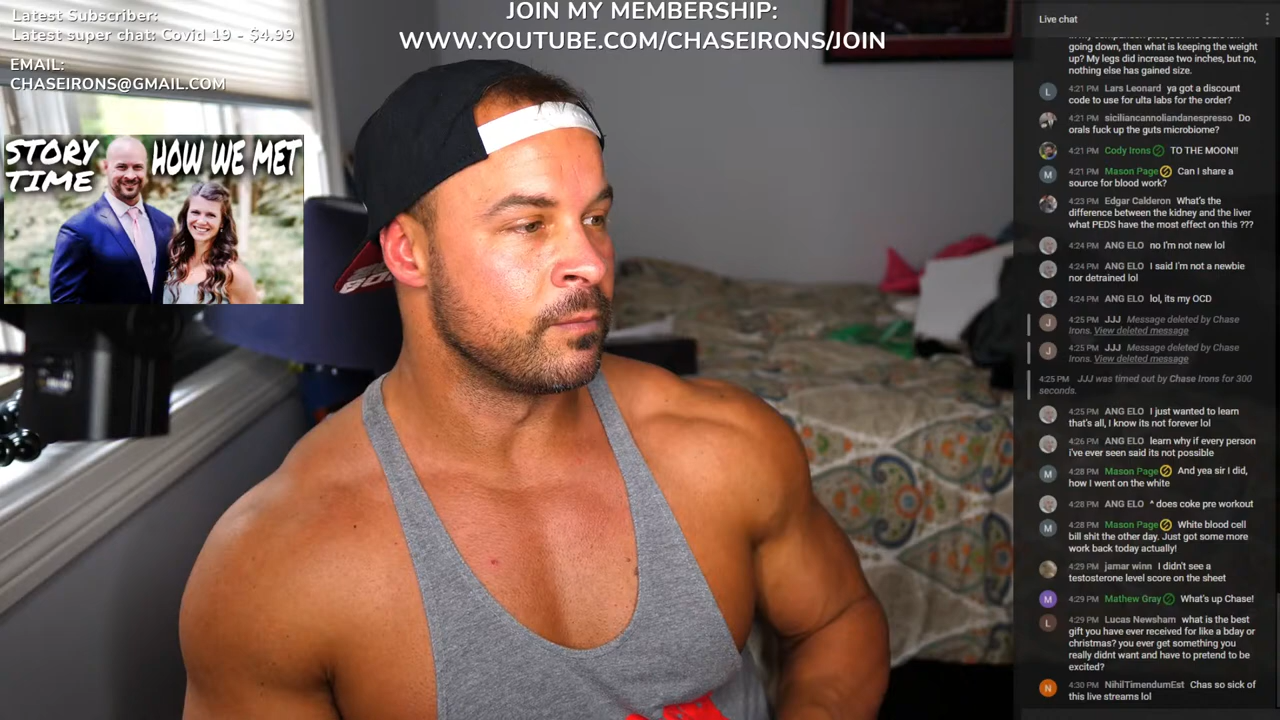 Latest Subscriber:
Latest super chat: Covid 19 - $4.99
EMAIL:
CHASEIRONS@GMAIL.COM
JOIN MY MEMBERSHIP:
WWW.YOUTUBE.COM/CHASEIRONS/JOIN
STORY
TIME
HOW WE MET
Live chat
going down, then what is keeping the weight
up? My legs did increase two inches, but no,
nothing else has gained size.
L 4:21 PM Lars Leonard ya got a discount
code to use for ulta labs for the order?
4:21 PM siciliancannoliandanespresso Do
orals fuck up the guts microbiome?
4:21 PM Cody Irons TO THE MOON!!
M 4:21 PM Mason Page Can I share a
source for blood work?
4:23 PM Edgar Calderon What's the
difference between the kidney and the liver
what PEDS have the most effect on this ???
4:24 PM ANG ELO no I'm not new lol
4:24 PM ANG ELO I said I'm not a newbie
nor detrained lol
4:24 PM ANG ELO lol, its my OCD
J 4:25 PM JJJ Message deleted by Chase
Irons. View deleted message
J 4:25 PM JJJ Message deleted by Chase
Irons. View deleted message
4:25 PM JJJ was timed out by Chase Irons for 300
seconds.
4:25 PM ANG ELO I just wanted to learn
that's all, I know its not forever lol
4:26 PM ANG ELO learn why if every person
i've ever seen said its not possible
M 4:28 PM Mason Page And yea sir I did,
how I went on the white
4:28 PM ANG ELO ^ does coke pre workout
M 4:28 PM Mason Page White blood cell
bill shit the other day. Just got some more
work back today actually!
4:29 PM jamar winn I didn't see a
testosterone level score on the sheet
M 4:29 PM Mathew Gray What's up Chase!
L 4:29 PM Lucas Newsham what is the best
gift you have ever received for like a bday or
christmas? you ever get something you
really didnt want and have to pretend to be
excited?
N 4:30 PM NihilTimendumEst Chas so sick of
this live streams lol